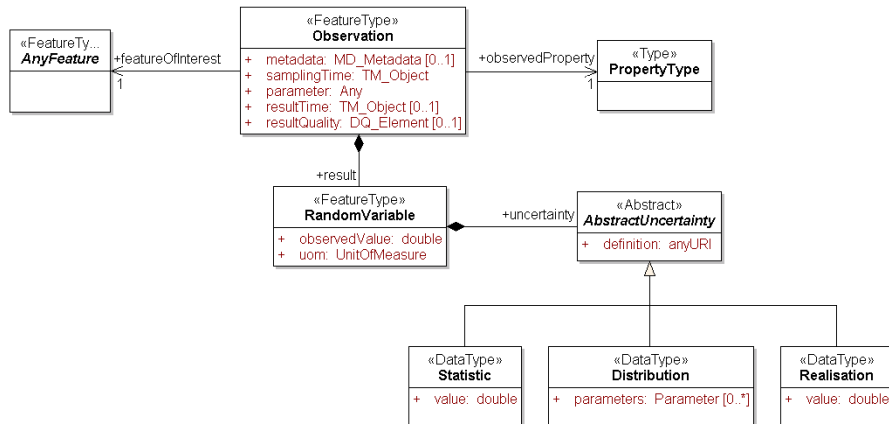 «FeatureTy...
AnyFeature
+featureOfInterest
1
«FeatureType»
Observation
+ metadata: MD_Metadata [0..1]
+ samplingTime: TM_Object
+ parameter: Any
+ resultTime: TM_Object [0..1]
+ resultQuality: DQ_Element [0..1]
+observedProperty
1
«Type»
PropertyType
+result
«FeatureType»
RandomVariable
+ observedValue: double
+ uom: UnitOfMeasure
+uncertainty
«Abstract»
AbstractUncertainty
+ definition: anyURI
«DataType»
Statistic
+ value: double
«DataType»
Distribution
+ parameters: Parameter [0..*]
«DataType»
Realisation
+ value: double